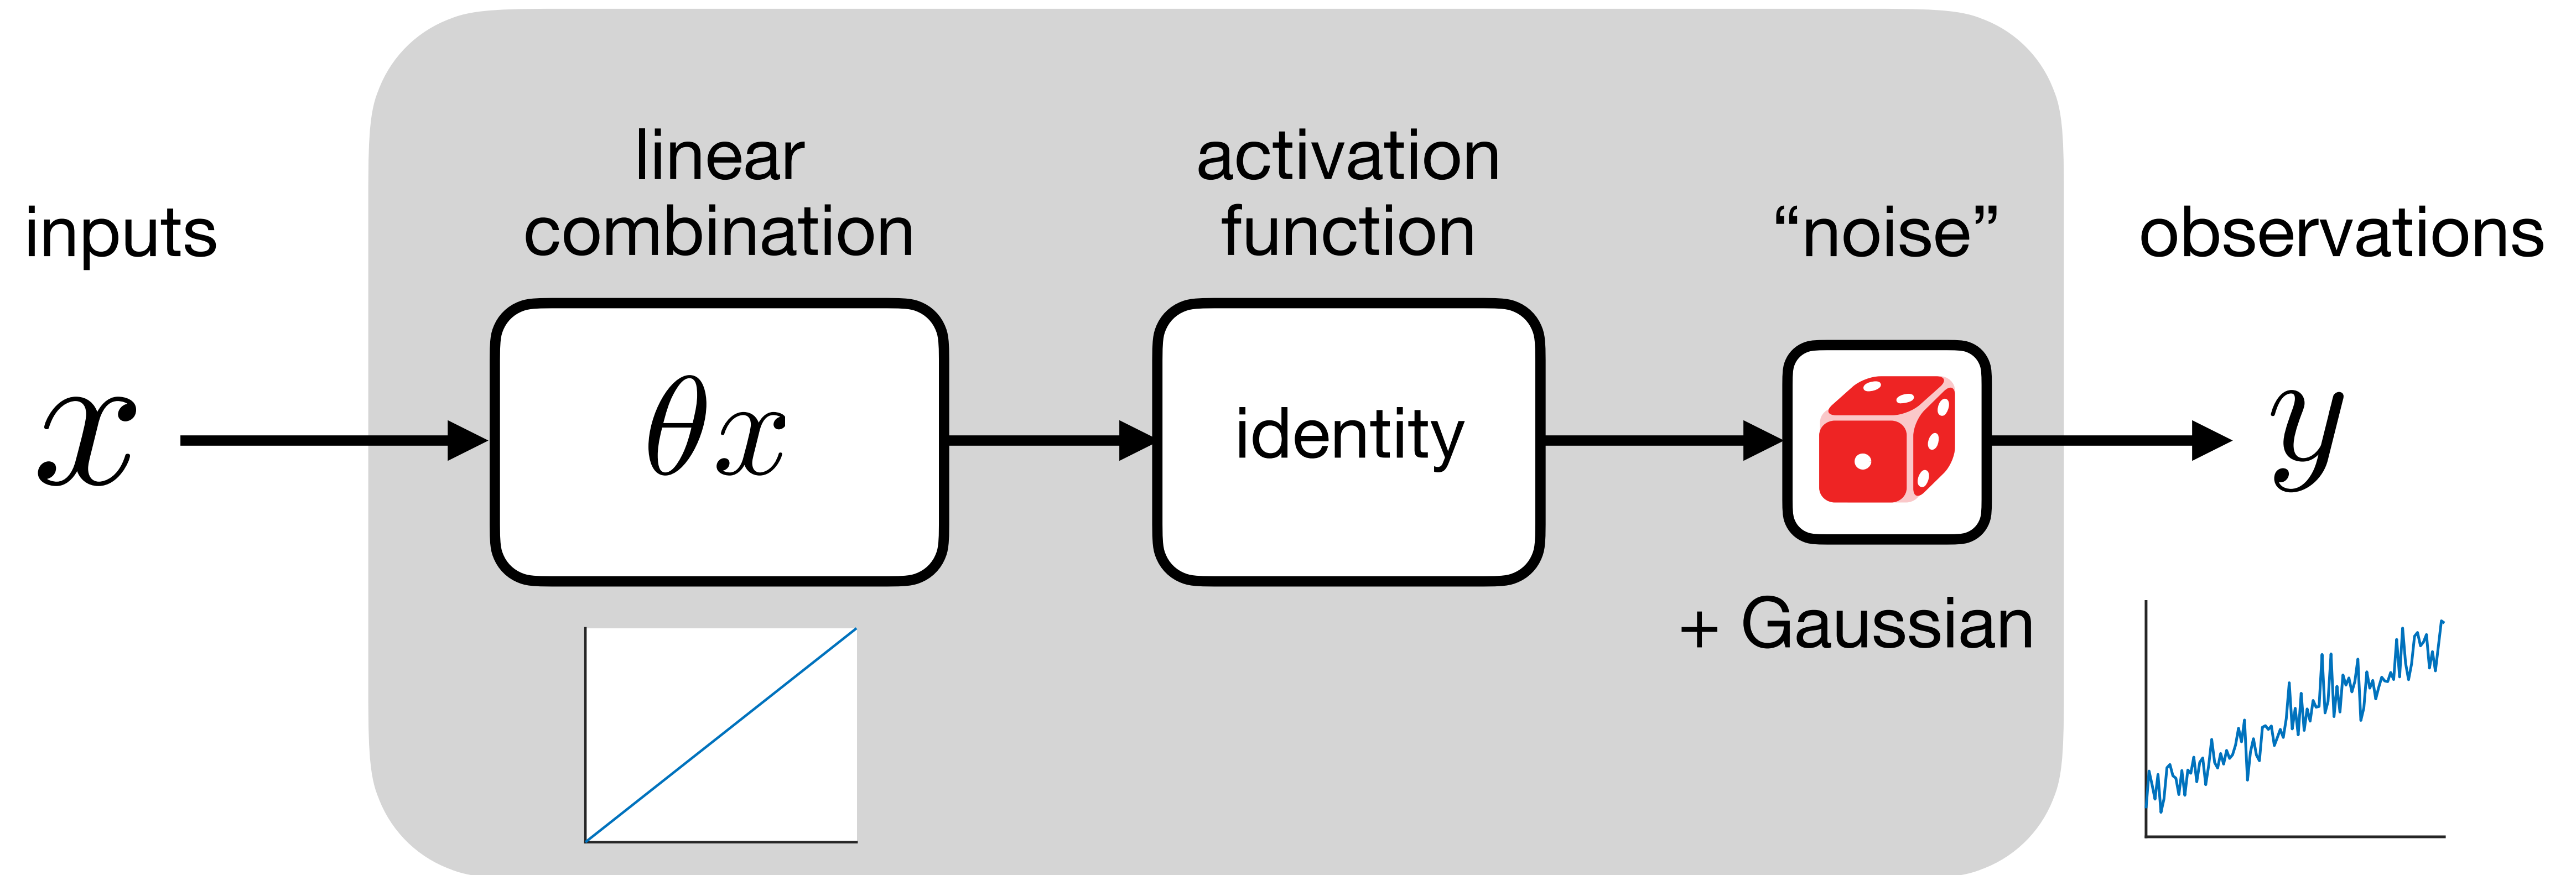 inputs
linear
combination
activation
function
“noise”
observations
x
θx
identity
y
+ Gaussian